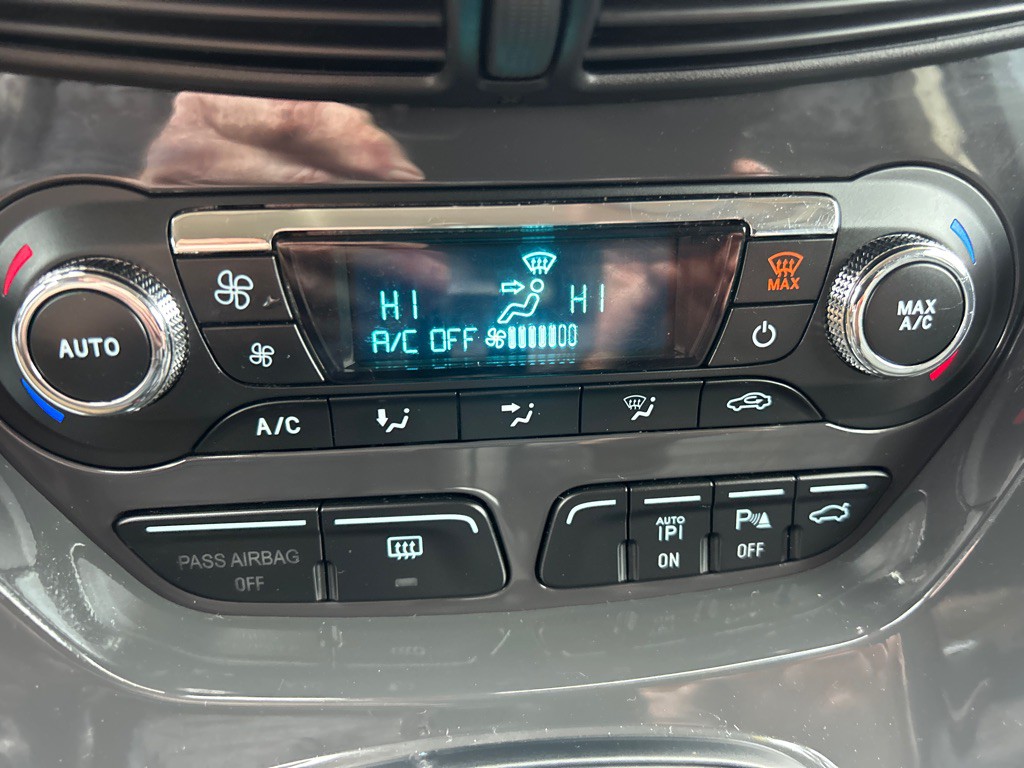 MAX
HI
HI
A/C OFF
AUTO
MAX
A/C
A/C
PASS AIRBAG
OFF
AUTO
P
ON
P
OFF